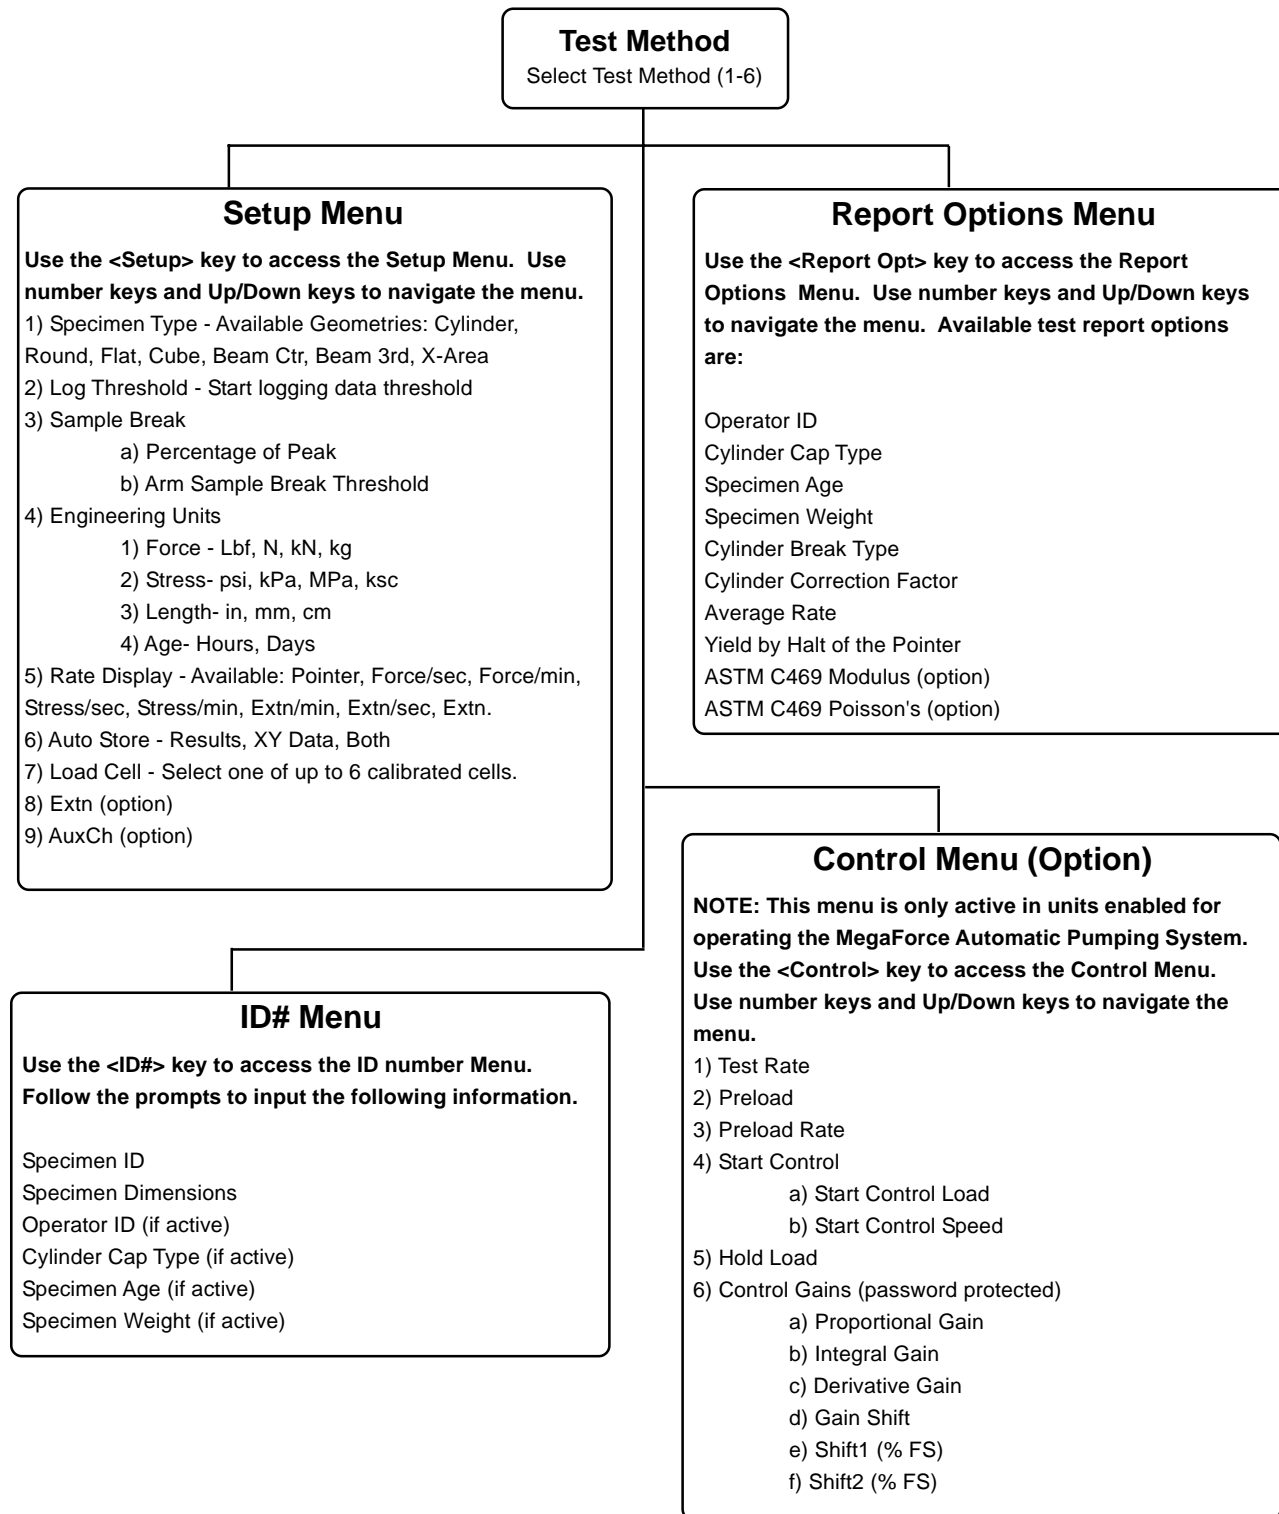 Test Method
Select Test Method (1-6)
Setup Menu
Use the <Setup> key to access the Setup Menu.  Use
number keys and Up/Down keys to navigate the menu.
1) Specimen Type - Available Geometries: Cylinder,
Round, Flat, Cube, Beam Ctr, Beam 3rd, X-Area
2) Log Threshold - Start logging data threshold
3) Sample Break
a) Percentage of Peak
b) Arm Sample Break Threshold
4) Engineering Units
1) Force - Lbf, N, kN, kg
2) Stress- psi, kPa, MPa, ksc
3) Length- in, mm, cm
4) Age- Hours, Days
5) Rate Display - Available: Pointer, Force/sec, Force/min,
Stress/sec, Stress/min, Extn/min, Extn/sec, Extn.
6) Auto Store - Results, XY Data, Both
7) Load Cell - Select one of up to 6 calibrated cells.
8) Extn (option)
9) AuxCh (option)
Report Options Menu
Use the <Report Opt> key to access the Report
Options  Menu.  Use number keys and Up/Down keys
to navigate the menu.  Available test report options
are:
Operator ID
Cylinder Cap Type
Specimen Age
Specimen Weight
Cylinder Break Type
Cylinder Correction Factor
Average Rate
Yield by Halt of the Pointer
ASTM C469 Modulus (option)
ASTM C469 Poisson's (option)
ID# Menu
Use the <ID#> key to access the ID number Menu.
Follow the prompts to input the following information.
Specimen ID
Specimen Dimensions
Operator ID (if active)
Cylinder Cap Type (if active)
Specimen Age (if active)
Specimen Weight (if active)
Control Menu (Option)
NOTE: This menu is only active in units enabled for
operating the MegaForce Automatic Pumping System.
Use the <Control> key to access the Control Menu.
Use number keys and Up/Down keys to navigate the
menu.
1) Test Rate
2) Preload
3) Preload Rate
4) Start Control
a) Start Control Load
b) Start Control Speed
5) Hold Load
6) Control Gains (password protected)
a) Proportional Gain
b) Integral Gain
c) Derivative Gain
d) Gain Shift
e) Shift1 (% FS)
f) Shift2 (% FS)